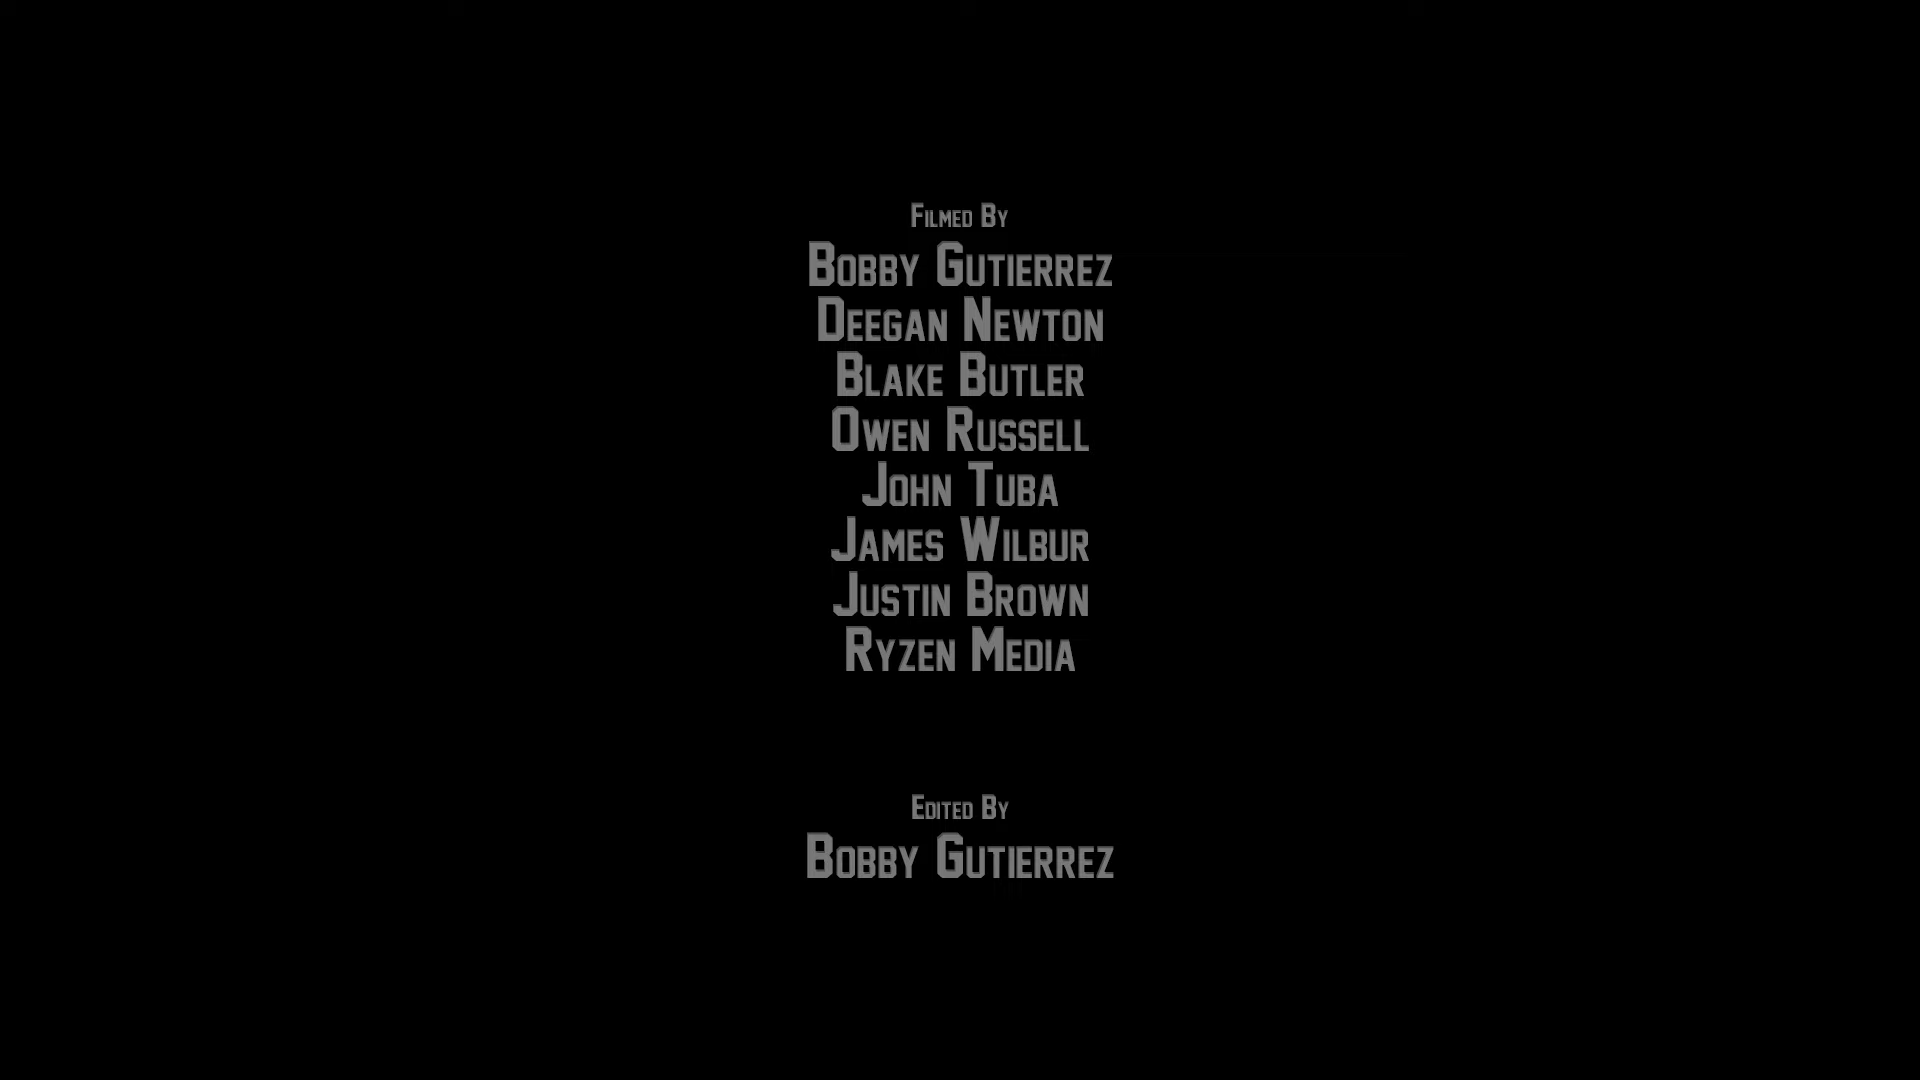 Filmed By
Bobby Gutierrez
Deegan Newton
Blake Butler
Owen Russell
John Tuba
James Wilbur
Justin Brown
Ryzen Media
Edited By
Bobby Gutierrez